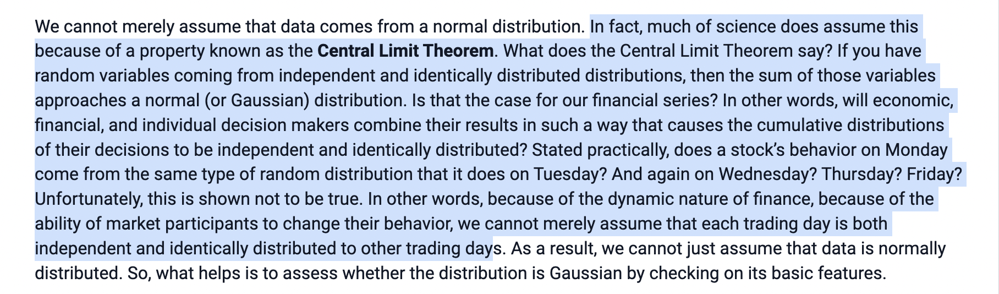 We cannot merely assume that data comes from a normal distribution. In fact, much of science does assume this
because of a property known as the Central Limit Theorem. What does the Central Limit Theorem say? If you have
random variables coming from independent and identically distributed distributions, then the sum of those variables
approaches a normal (or Gaussian) distribution. Is that the case for our financial series? In other words, will economic,
financial, and individual decision makers combine their results in such a way that causes the cumulative distributions
of their decisions to be independent and identically distributed? Stated practically, does a stock’s behavior on Monday
come from the same type of random distribution that it does on Tuesday? And again on Wednesday? Thursday? Friday?
Unfortunately, this is shown not to be true. In other words, because of the dynamic nature of finance, because of the
ability of market participants to change their behavior, we cannot merely assume that each trading day is both
independent and identically distributed to other trading days. As a result, we cannot just assume that data is normally
distributed. So, what helps is to assess whether the distribution is Gaussian by checking on its basic features.